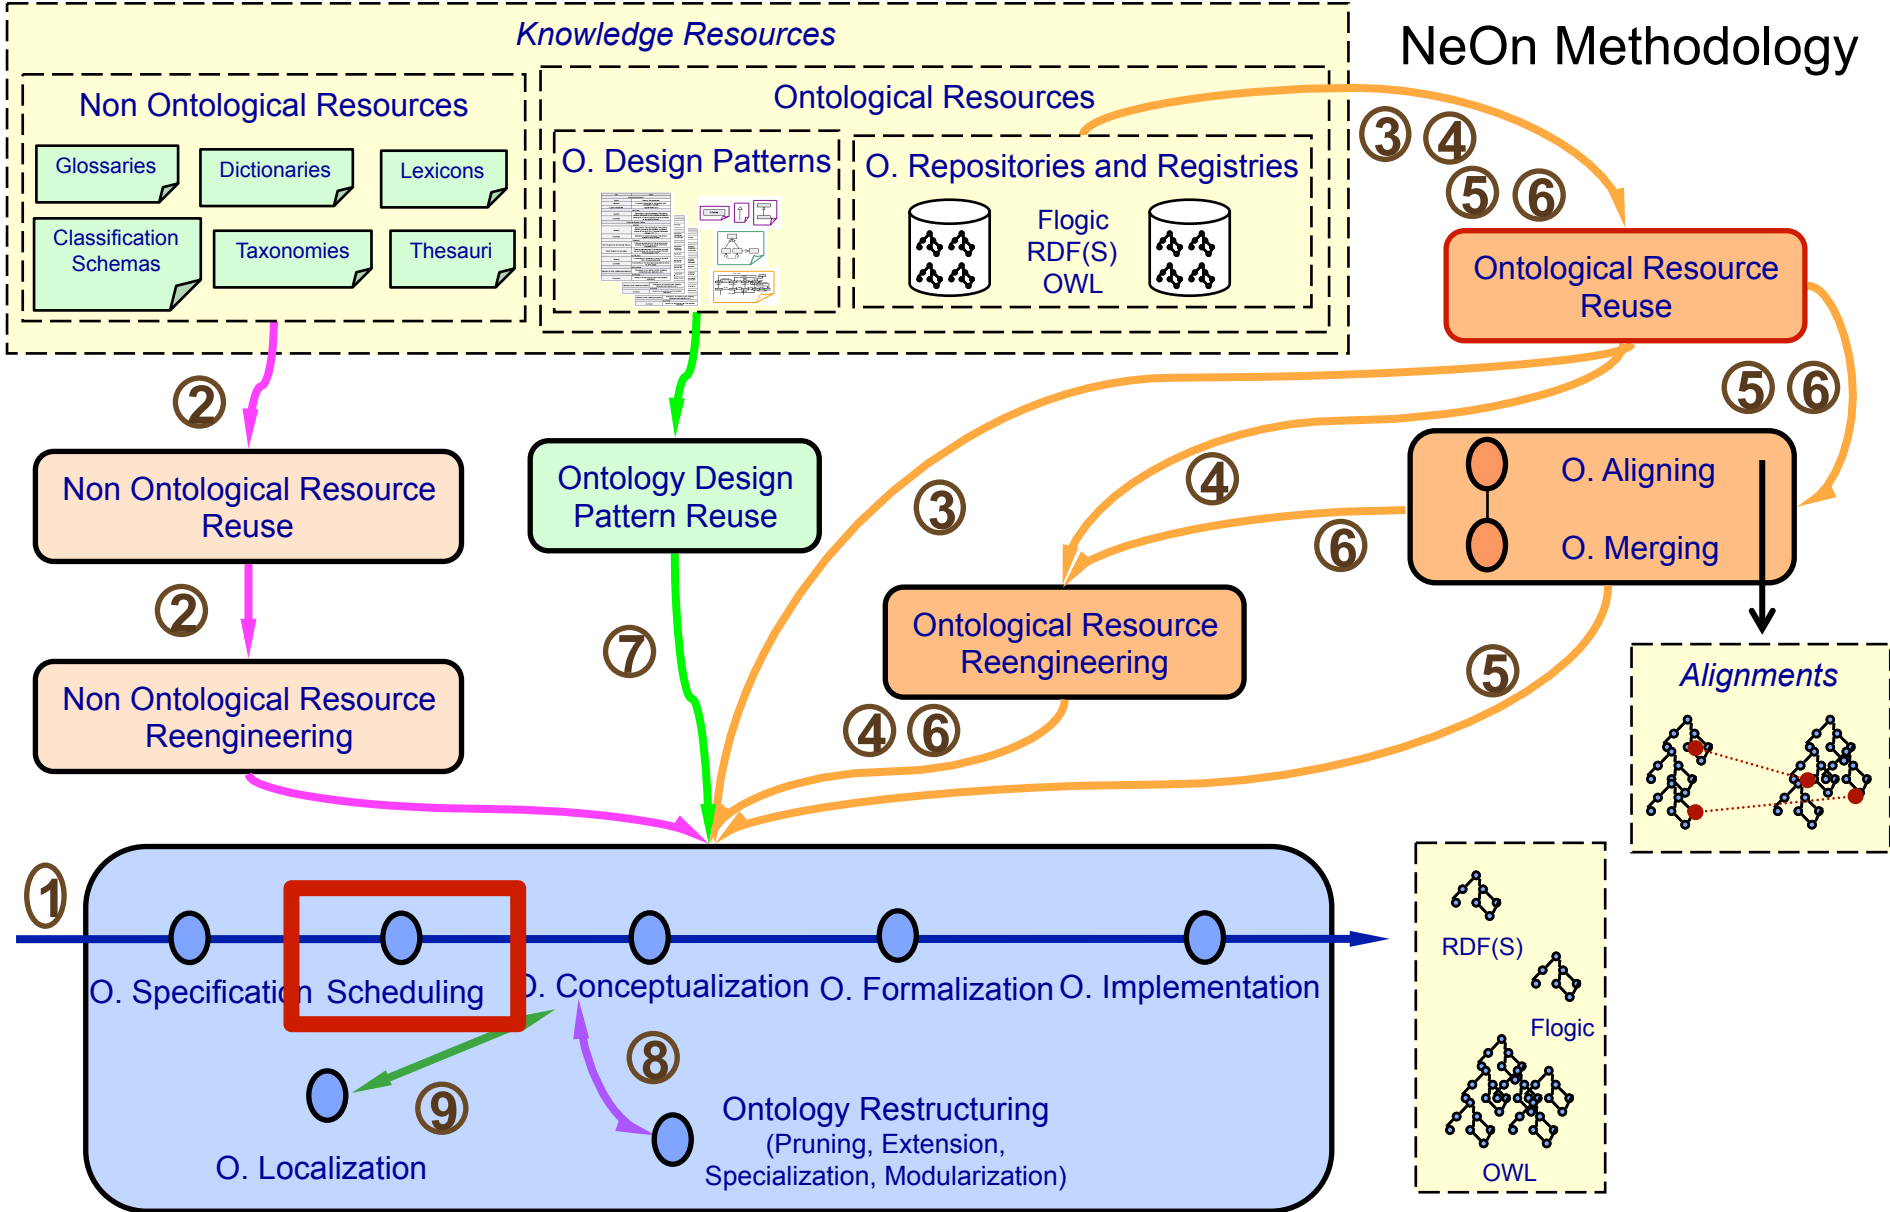 NeOn Methodology
Knowledge Resources
Non Ontological Resources
Glossaries
Dictionaries
Lexicons
Classification
Schemas
Taxonomies
Thesauri
Ontological Resources
O. Design Patterns
O. Repositories and Registries
Flogic
RDF(S)
OWL
3 4
5 6
Ontological Resource
Reuse
5 6
2
Non Ontological Resource
Reuse
2
Non Ontological Resource
Reengineering
Ontology Design
Pattern Reuse
7
3
4
6
O. Aligning
O. Merging
Ontological Resource
Reengineering
4 6
5
Alignments
1
O. Specification
Scheduling
O. Conceptualization
O. Formalization
O. Implementation
9
8
O. Localization
Ontology Restructuring
(Pruning, Extension,
Specialization, Modularization)
RDF(S)
Flogic
OWL